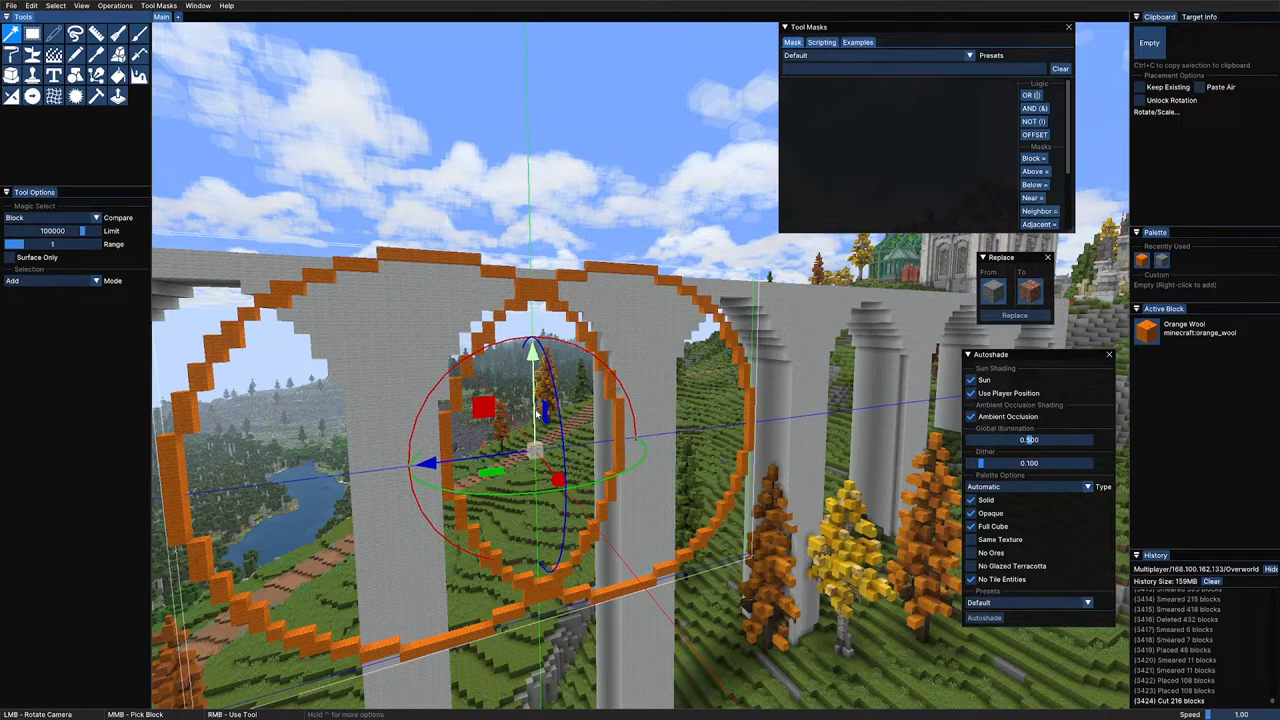 File Edit Select View Operations Tool Masks Window Help
Tools
Main +
Tool Options
Magic Select
Block Compare
100000 Limit
1 Range
Surface Only
Selection
Add Mode
Tool Masks
Mask Scripting Examples
Default Presets
Clear
Logic
OR (|)
AND (&)
NOT (!)
OFFSET
Masks
Block =
Above =
Below =
Near =
Neighbor =
Adjacent =
Replace
From To
Replace
Autoshade
Sun Shading
Sun
Use Player Position
Ambient Occlusion Shading
Ambient Occlusion
Global Illumination
0.500
Dither
0.100
Palette Options
Automatic Type
Solid
Opaque
Full Cube
Same Texture
No Ores
No Glazed Terracotta
No Tile Entities
Presets
Default
Autoshade
Clipboard Target Info
Empty
Ctrl+C to copy selection to clipboard
Placement Options
Keep Existing Paste Air
Unlock Rotation
Rotate/Scale...
Palette
Recently Used
Custom
Empty (Right-click to add)
Active Block
Orange Wool
minecraft:orange_wool
History
Multiplayer/168.100.162.133/Overworld Hide
History Size: 159MB Clear
(3414) Smeared 215 blocks
(3415) Smeared 418 blocks
(3416) Deleted 432 blocks
(3417) Smeared 6 blocks
(3418) Smeared 7 blocks
(3419) Placed 48 blocks
(3420) Smeared 11 blocks
(3421) Smeared 11 blocks
(3422) Placed 108 blocks
(3423) Placed 108 blocks
(3424) Cut 216 blocks
LMB - Rotate Camera MMB - Pick Block RMB - Use Tool Hold ^ for more options
Speed 1.00